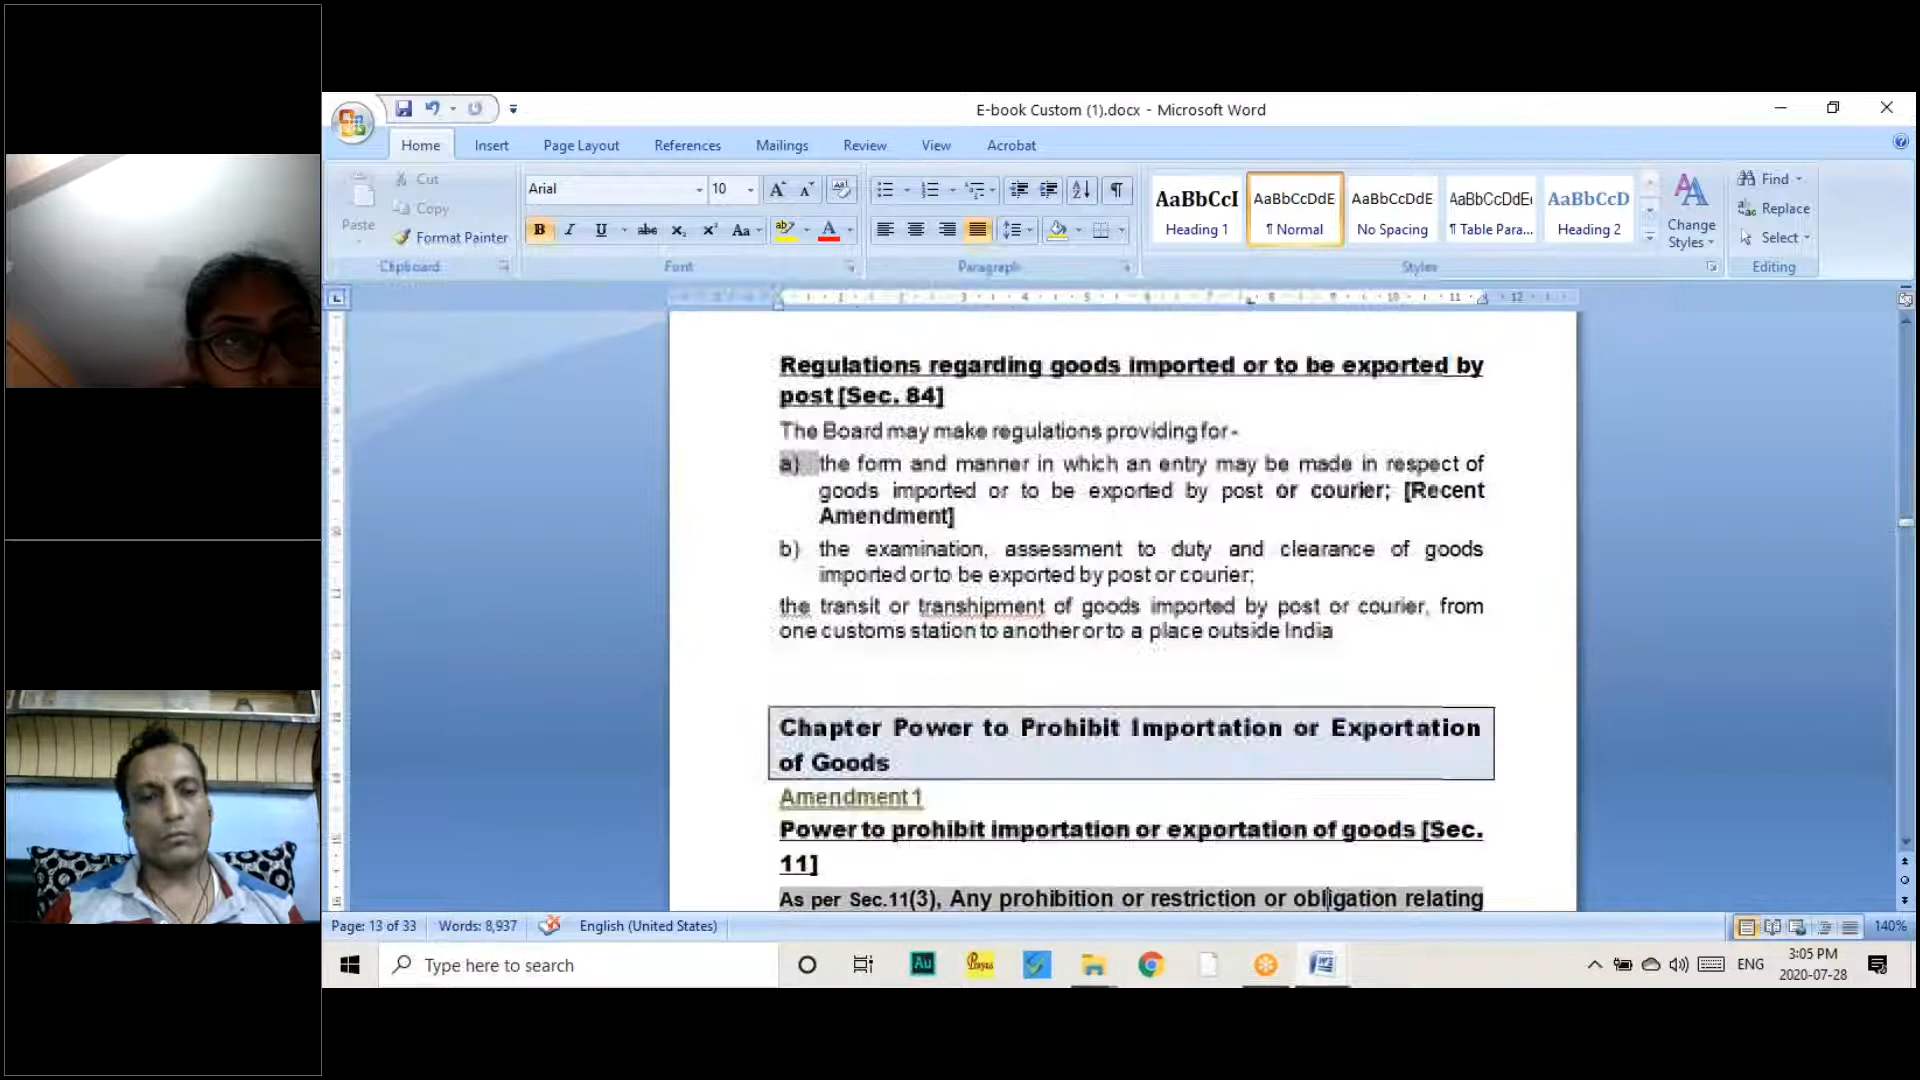 E-book Custom (1).docx - Microsoft Word
Home Insert Page Layout References Mailings Review View Acrobat
Cut
Copy
Paste
Format Painter
Clipboard
Arial 10
Font
Paragraph
AaBbCcI AaBbCcDdE AaBbCcDdE AaBbCcDdEe AaBbCcD
Heading 1 ¶ Normal No Spacing ¶ Table Para... Heading 2
Change Styles
Styles
Find
Replace
Select
Editing
Regulations regarding goods imported or to be exported by
post [Sec. 84]
The Board may make regulations providing for -
a) the form and manner in which an entry may be made in respect of
goods imported or to be exported by post or courier; [Recent
Amendment]
b) the examination, assessment to duty and clearance of goods
imported or to be exported by post or courier;
the transit or transhipment of goods imported by post or courier, from
one customs station to another or to a place outside India
Chapter Power to Prohibit Importation or Exportation
of Goods
Amendment 1
Power to prohibit importation or exportation of goods [Sec.
11]
As per Sec.11(3), Any prohibition or restriction or obligation relating
Page: 13 of 33 Words: 8,937 English (United States) 140%
Type here to search
Au
ENG
3:05 PM
2020-07-28